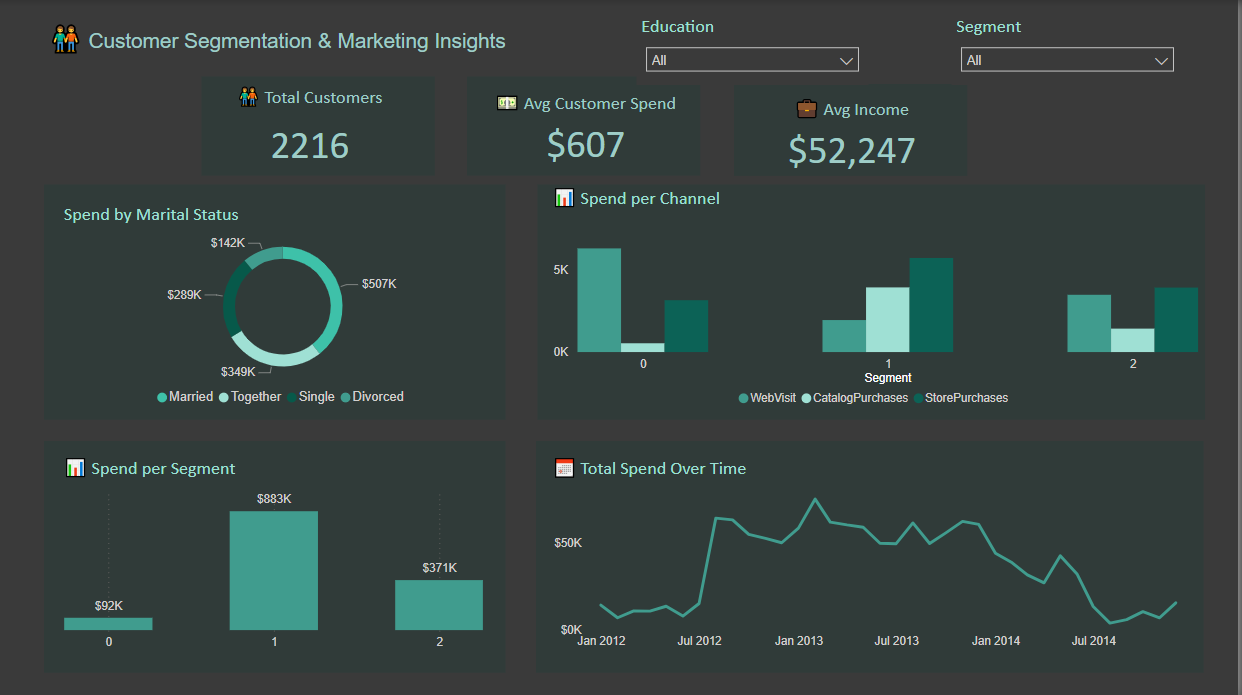 Customer Segmentation & Marketing Insights
Education
All
Segment
All
Total Customers
2216
Avg Customer Spend
$607
Avg Income
$52,247
Spend by Marital Status
$142K
$507K
$289K
$349K
Married Together Single Divorced
Spend per Channel
5K
0K
0 1 2
Segment
WebVisit CatalogPurchases StorePurchases
Spend per Segment
$883K
$371K
$92K
0 1 2
Total Spend Over Time
$50K
$0K
Jan 2012 Jul 2012 Jan 2013 Jul 2013 Jan 2014 Jul 2014